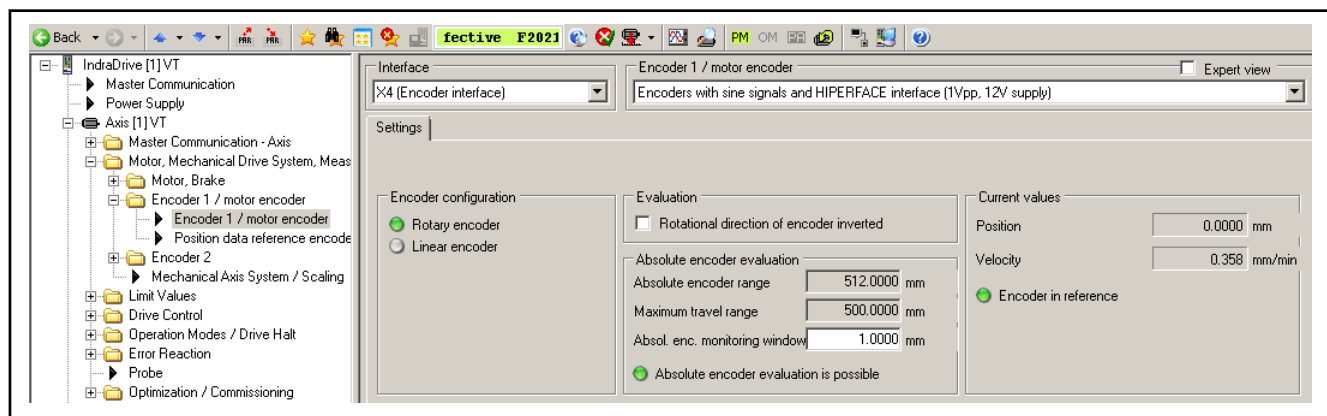 Back
fective F2021
PM OM
IndraDrive [1] VT
Master Communication
Power Supply
Axis [1] VT
Master Communication - Axis
Motor, Mechanical Drive System, Meas
Motor, Brake
Encoder 1 / motor encoder
Encoder 1 / motor encoder
Position data reference encode
Encoder 2
Mechanical Axis System / Scaling
Limit Values
Drive Control
Operation Modes / Drive Halt
Error Reaction
Probe
Optimization / Commissioning
Interface
X4 (Encoder interface)
Encoder 1 / motor encoder
Expert view
Encoders with sine signals and HIPERFACE interface (1Vpp, 12V supply)
Settings
Encoder configuration
Rotary encoder
Linear encoder
Evaluation
Rotational direction of encoder inverted
Absolute encoder evaluation
Absolute encoder range 512.0000 mm
Maximum travel range 500.0000 mm
Absol. enc. monitoring window 1.0000 mm
Absolute encoder evaluation is possible
Current values
Position 0.0000 mm
Velocity 0.358 mm/min
Encoder in reference